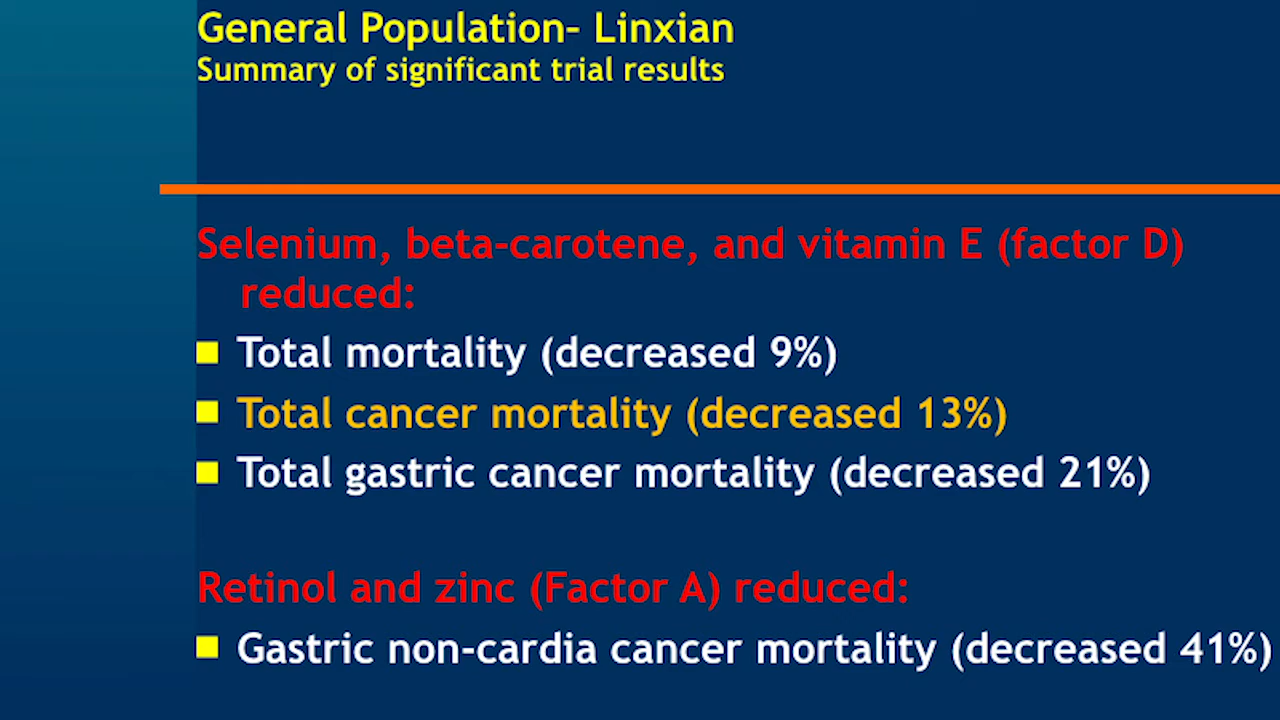 General Population- Linxian
Summary of significant trial results
Selenium, beta-carotene, and vitamin E (factor D)
reduced:
Total mortality (decreased 9%)
Total cancer mortality (decreased 13%)
Total gastric cancer mortality (decreased 21%)
Retinol and zinc (Factor A) reduced:
Gastric non-cardia cancer mortality (decreased 41%)